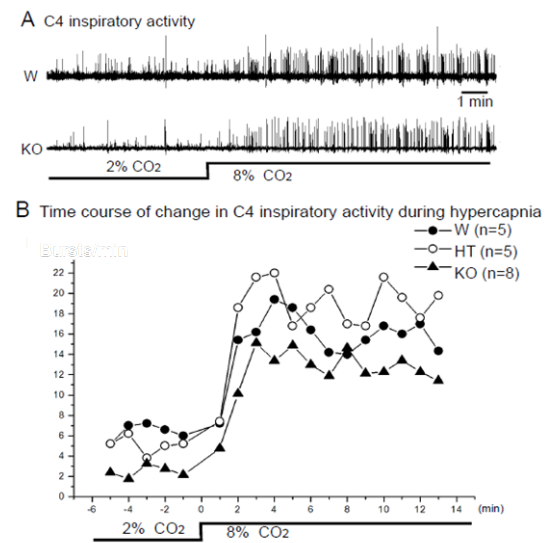 A C4 inspiratory activity
W
1 min
KO
2% CO2
8% CO2
B Time course of change in C4 inspiratory activity during hypercapnia
Bursts/min
W (n=5)
HT (n=5)
KO (n=8)
22
20
18
16
14
12
10
8
6
4
2
0
-6 -4 -2 0 2 4 6 8 10 12 14 (min)
2% CO2
8% CO2